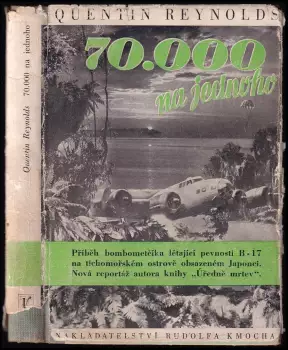 QUENTIN REYNOLDS
70.000
na jednoho
Příběh bombometčíka létající pevnosti B-17
na tichomořském ostrově obsazeném Japonci.
Nová reportáž autora knihy „Úředně mrtev“.
NAKLADATELSTVÍ RUDOLFA KMOCHA
Quentin Reynolds 70.000 na jednoho